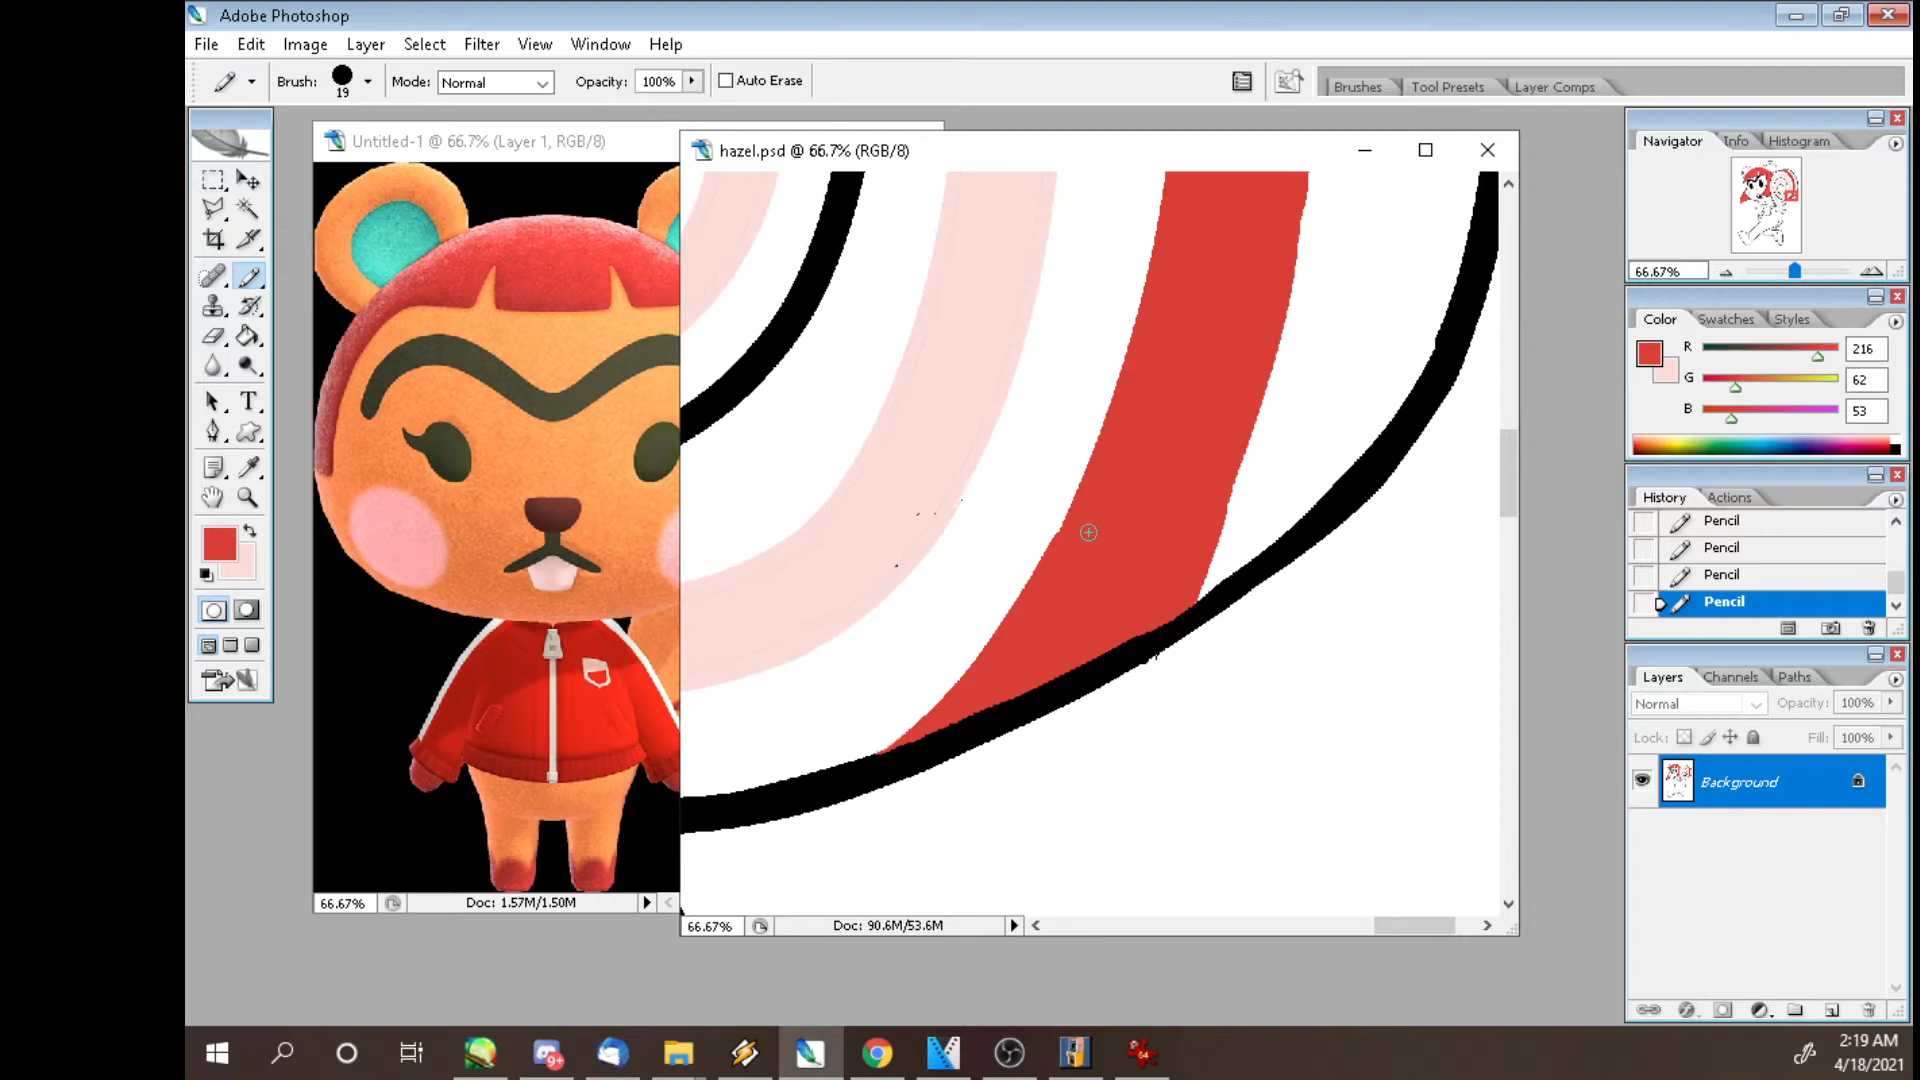 Adobe Photoshop
File Edit Image Layer Select Filter View Window Help
Brush: 19 Mode: Normal Opacity: 100% Auto Erase
Brushes Tool Presets Layer Comps
Untitled-1 @ 66.7% (Layer 1, RGB/8)
hazel.psd @ 66.7% (RGB/8)
Navigator Info Histogram
66.67%
Color Swatches Styles
R 216
G 62
B 53
History Actions
Pencil
Pencil
Pencil
Pencil
Layers Channels Paths
Normal Opacity: 100%
Lock: Fill: 100%
Background
66.67% Doc: 1.57M/1.50M
66.67% Doc: 90.6M/53.6M
9+
64
2:19 AM
4/18/2021